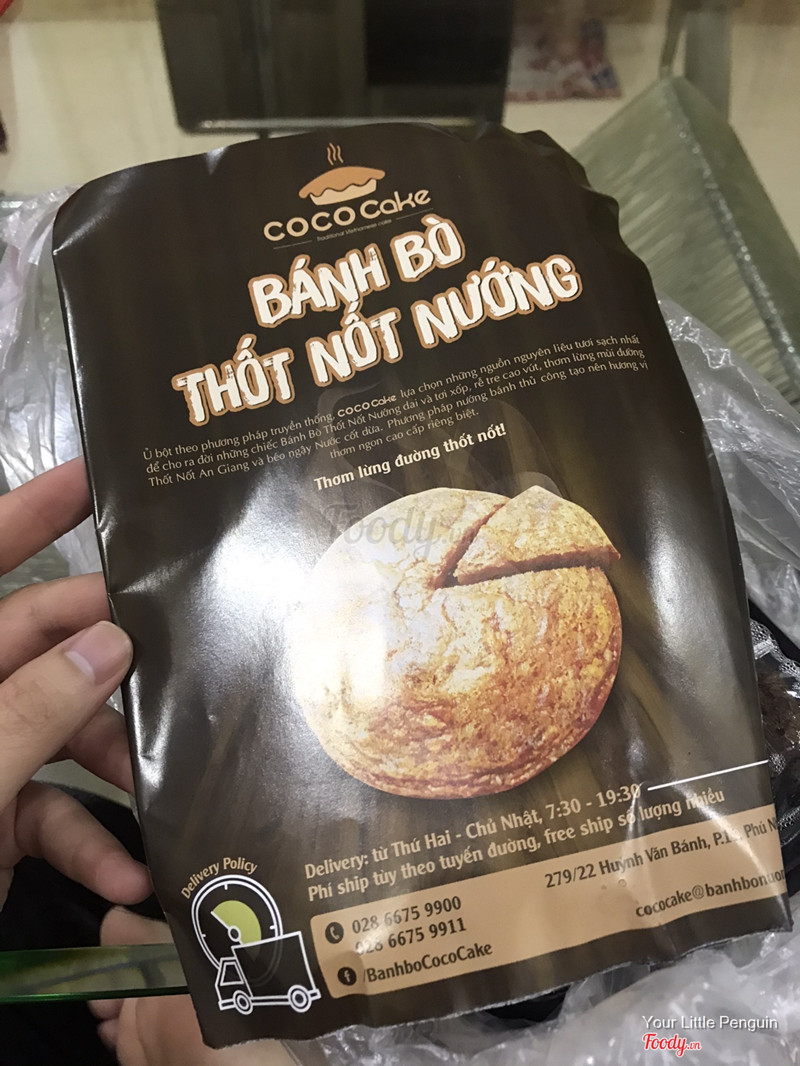 COCO Cake
Traditional Vietnamese cake
BÁNH BÒ
THỐT NỐT NƯỚNG
Ủ bột theo phương pháp truyền thống, COCO Cake lựa chọn những nguồn nguyên liệu tươi sạch nhất
để cho ra đời những chiếc Bánh Bò Thốt Nốt Nướng dai và tơi xốp, rễ tre cao vút, thơm lừng mùi đường
Thốt Nốt An Giang và béo ngậy Nước cốt dừa. Phương pháp nướng bánh thủ công tạo nên hương vị
thơm ngon cao cấp riêng biệt.
Thơm lừng đường thốt nốt!
Foody.vn
Delivery: từ Thứ Hai - Chủ Nhật, 7:30 - 19:30
Phí ship tùy theo tuyến đường, free ship số lượng nhiều
Delivery Policy
028 6675 9900
028 6675 9911
/BanhboCocoCake
279/22 Huỳnh Văn Bánh, Phú
cococake@banhbonuon
Your Little Penguin
Foody.vn